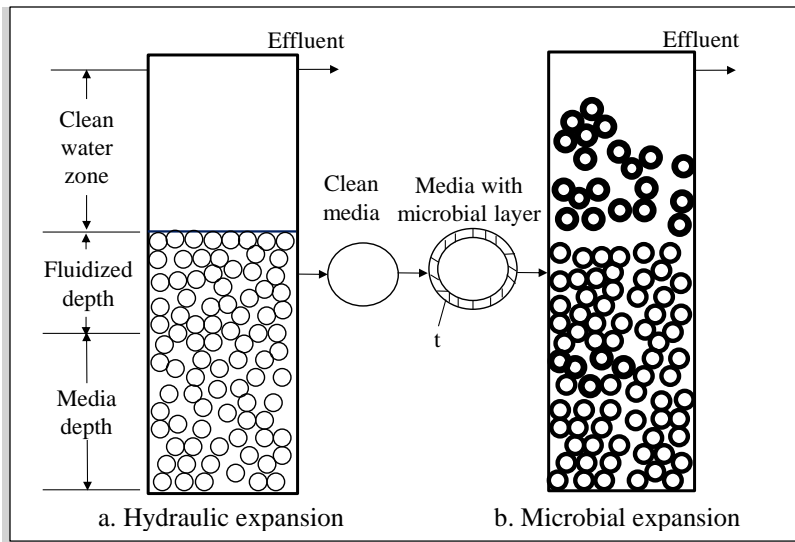 Effluent
Effluent
Clean
water
zone
Clean
media
Media with
microbial layer
Fluidized
depth
t
Media
depth
a. Hydraulic expansion
b. Microbial expansion